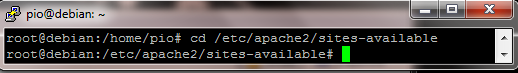 pio@debian: ~
root@debian:/home/pio# cd /etc/apache2/sites-available
root@debian:/etc/apache2/sites-available#